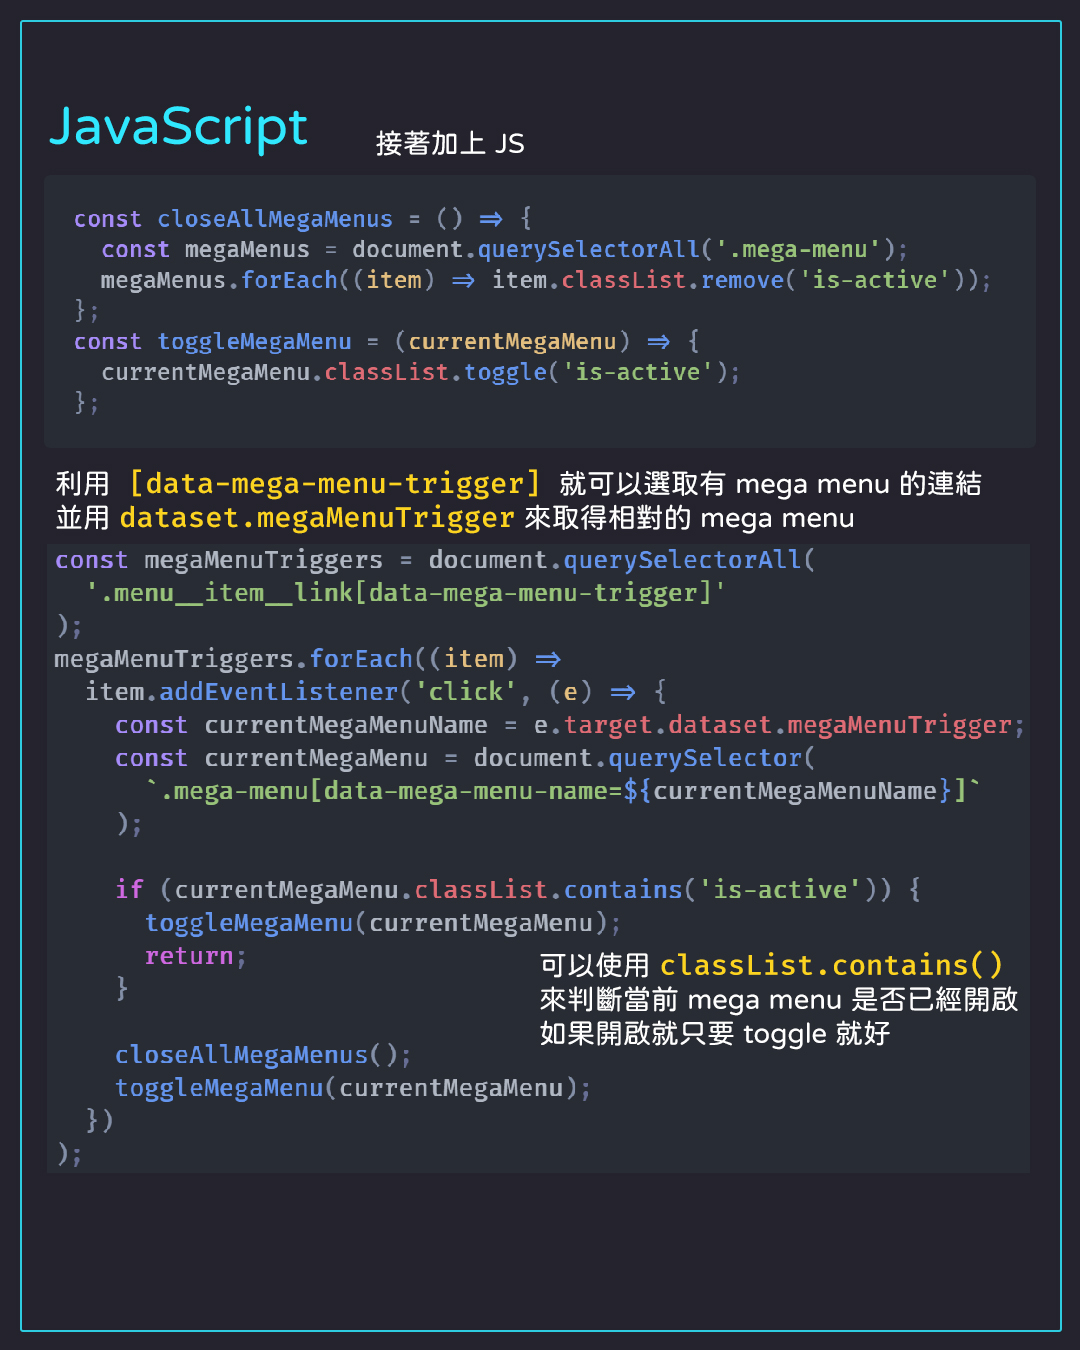 JavaScript
接著加上 JS
const closeAllMegaMenus = () => {
  const megaMenus = document.querySelectorAll('.mega-menu');
  megaMenus.forEach((item) => item.classList.remove('is-active'));
};
const toggleMegaMenu = (currentMegaMenu) => {
  currentMegaMenu.classList.toggle('is-active');
};
利用 [data-mega-menu-trigger] 就可以選取有 mega menu 的連結
並用 dataset.megaMenuTrigger 來取得相對的 mega menu
const megaMenuTriggers = document.querySelectorAll(
  '.menu__item__link[data-mega-menu-trigger]'
);
megaMenuTriggers.forEach((item) =>
  item.addEventListener('click', (e) => {
    const currentMegaMenuName = e.target.dataset.megaMenuTrigger;
    const currentMegaMenu = document.querySelector(
      `.mega-menu[data-mega-menu-name=${currentMegaMenuName}]`
    );
    if (currentMegaMenu.classList.contains('is-active')) {
      toggleMegaMenu(currentMegaMenu);
      return;
    }
可以使用 classList.contains()
來判斷當前 mega menu 是否已經開啟
如果開啟就只要 toggle 就好
    closeAllMegaMenus();
    toggleMegaMenu(currentMegaMenu);
  })
);